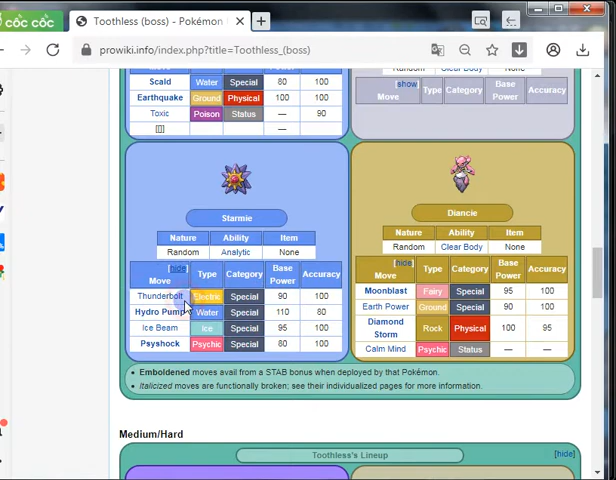 cốc cốc
Toothless (boss) - Pokémon
prowiki.info/index.php?title=Toothless_(boss)
Power
Scald Water Special 80 100
Earthquake Ground Physical 100 100
Toxic Poison Status — 90
[[]] —
Random Clear Body None
[show]
Move Type Category Base Power Accuracy
Starmie
Nature Ability Item
Random Analytic None
[hide]
Move Type Category Base Power Accuracy
Thunderbolt Electric Special 90 100
Hydro Pump Water Special 110 80
Ice Beam Ice Special 95 100
Psyshock Psychic Special 80 100
Diancie
Nature Ability Item
Random Clear Body None
[hide]
Move Type Category Base Power Accuracy
Moonblast Fairy Special 95 100
Earth Power Ground Special 90 100
Diamond Storm Rock Physical 100 95
Calm Mind Psychic Status — —
• Emboldened moves avail from a STAB bonus when deployed by that Pokémon.
• Italicized moves are functionally broken; see their individualized pages for more information.
Medium/Hard
Toothless's Lineup [hide]